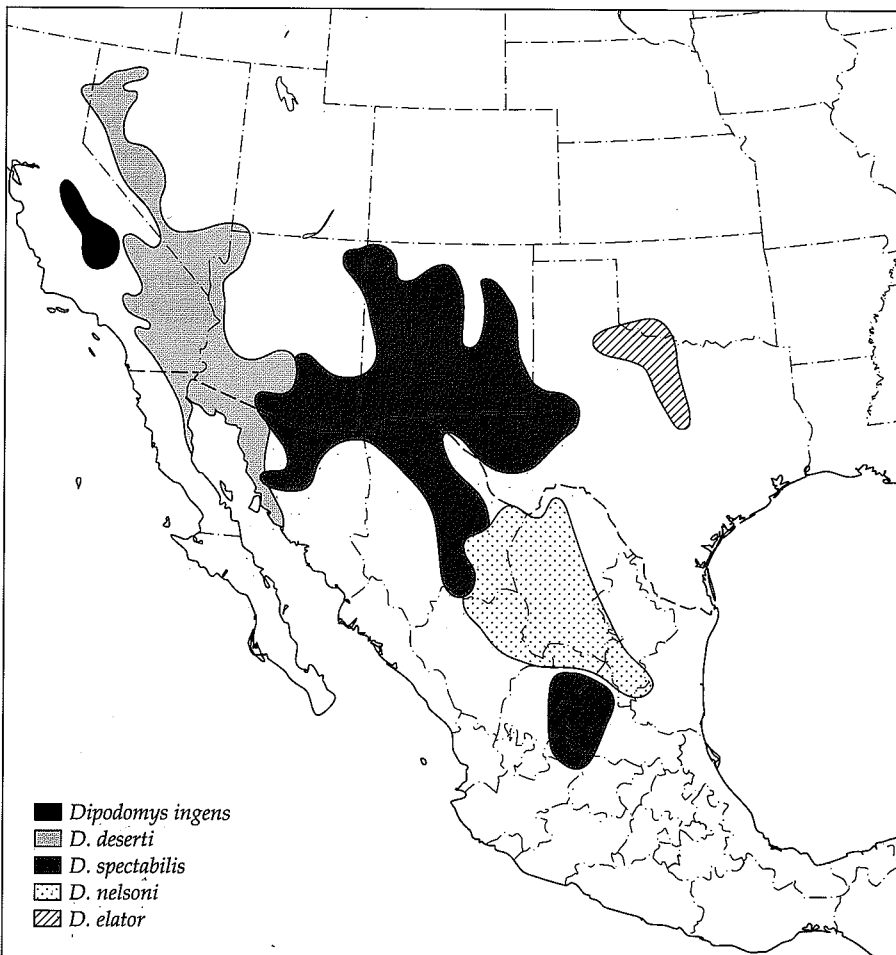 Dipodomys ingens
D. deserti
D. spectabilis
D. nelsoni
D. elator